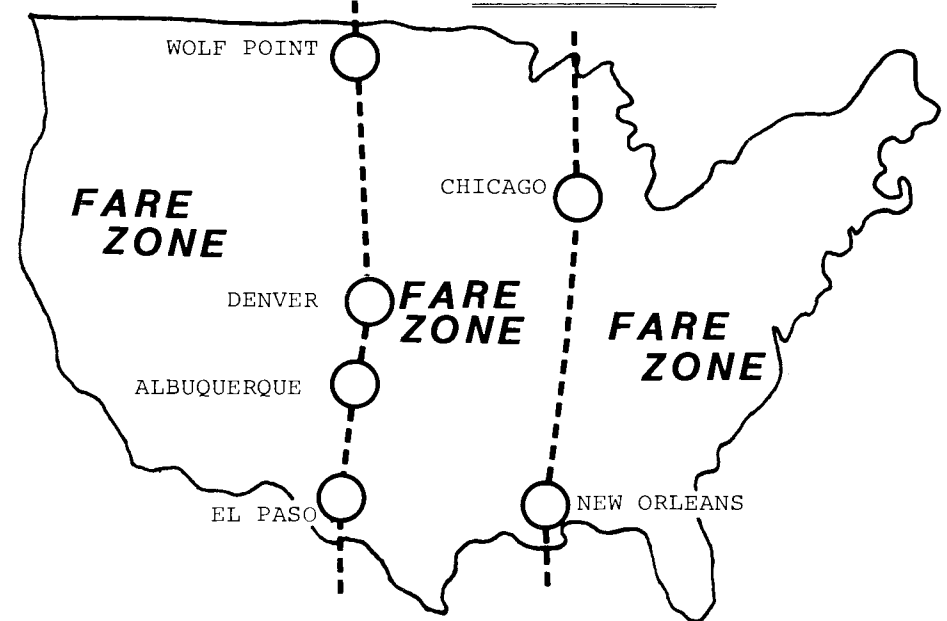 WOLF POINT
CHICAGO
FARE
ZONE
DENVER
FARE
ZONE
FARE
ZONE
ALBUQUERQUE
EL PASO
NEW ORLEANS